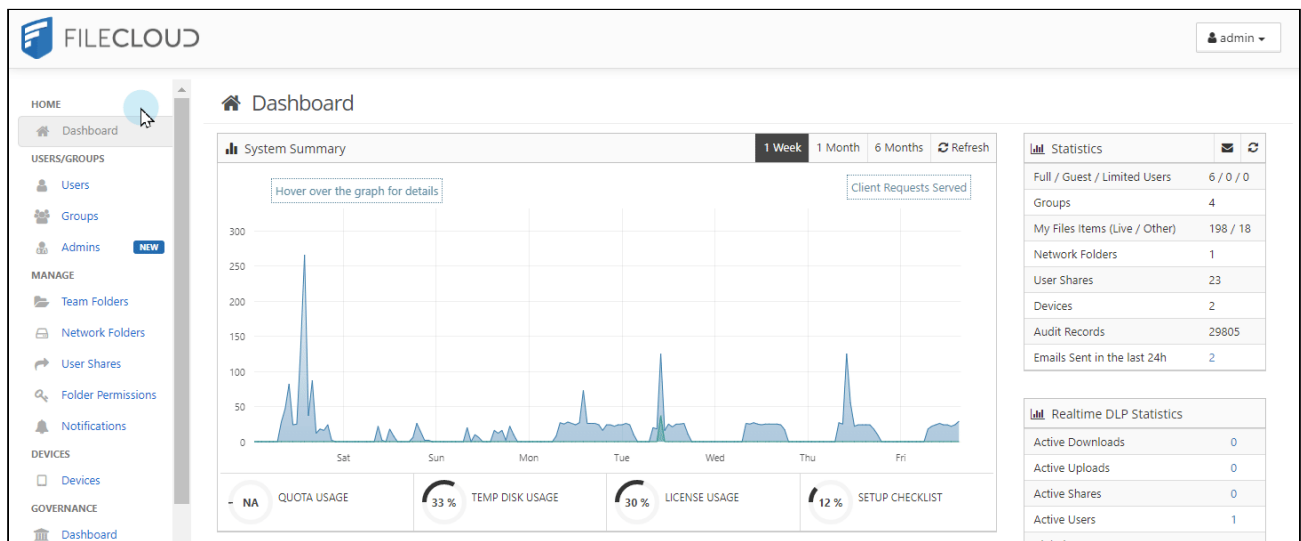 FILECLOUD
admin
HOME
Dashboard
USERS/GROUPS
Users
Groups
Admins NEW
MANAGE
Team Folders
Network Folders
User Shares
Folder Permissions
Notifications
DEVICES
Devices
GOVERNANCE
Dashboard
Dashboard
System Summary 1 Week 1 Month 6 Months Refresh
Hover over the graph for details
Client Requests Served
300
250
200
150
100
50
0
Sat Sun Mon Tue Wed Thu Fri
- NA QUOTA USAGE
33 % TEMP DISK USAGE
30 % LICENSE USAGE
12 % SETUP CHECKLIST
Statistics
Full / Guest / Limited Users 6 / 0 / 0
Groups 4
My Files Items (Live / Other) 198 / 18
Network Folders 1
User Shares 23
Devices 2
Audit Records 29805
Emails Sent in the last 24h 2
Realtime DLP Statistics
Active Downloads 0
Active Uploads 0
Active Shares 0
Active Users 1